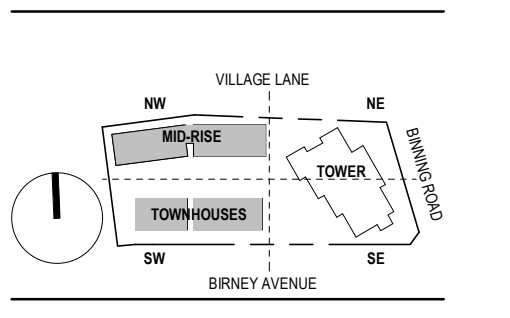 VILLAGE LANE
NW
NE
MID-RISE
BINNING ROAD
TOWER
TOWNHOUSES
SW
SE
BIRNEY AVENUE